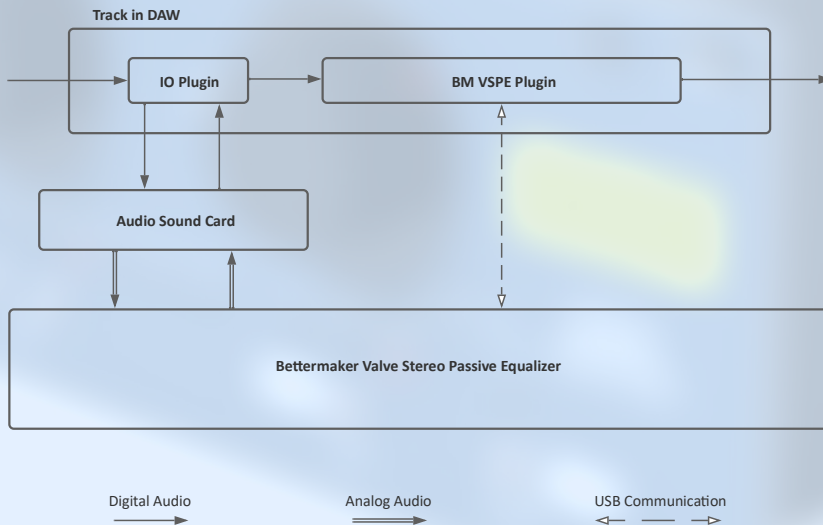 Track in DAW
IO Plugin
BM VSPE Plugin
Audio Sound Card
Bettermaker Valve Stereo Passive Equalizer
Digital Audio
Analog Audio
USB Communication